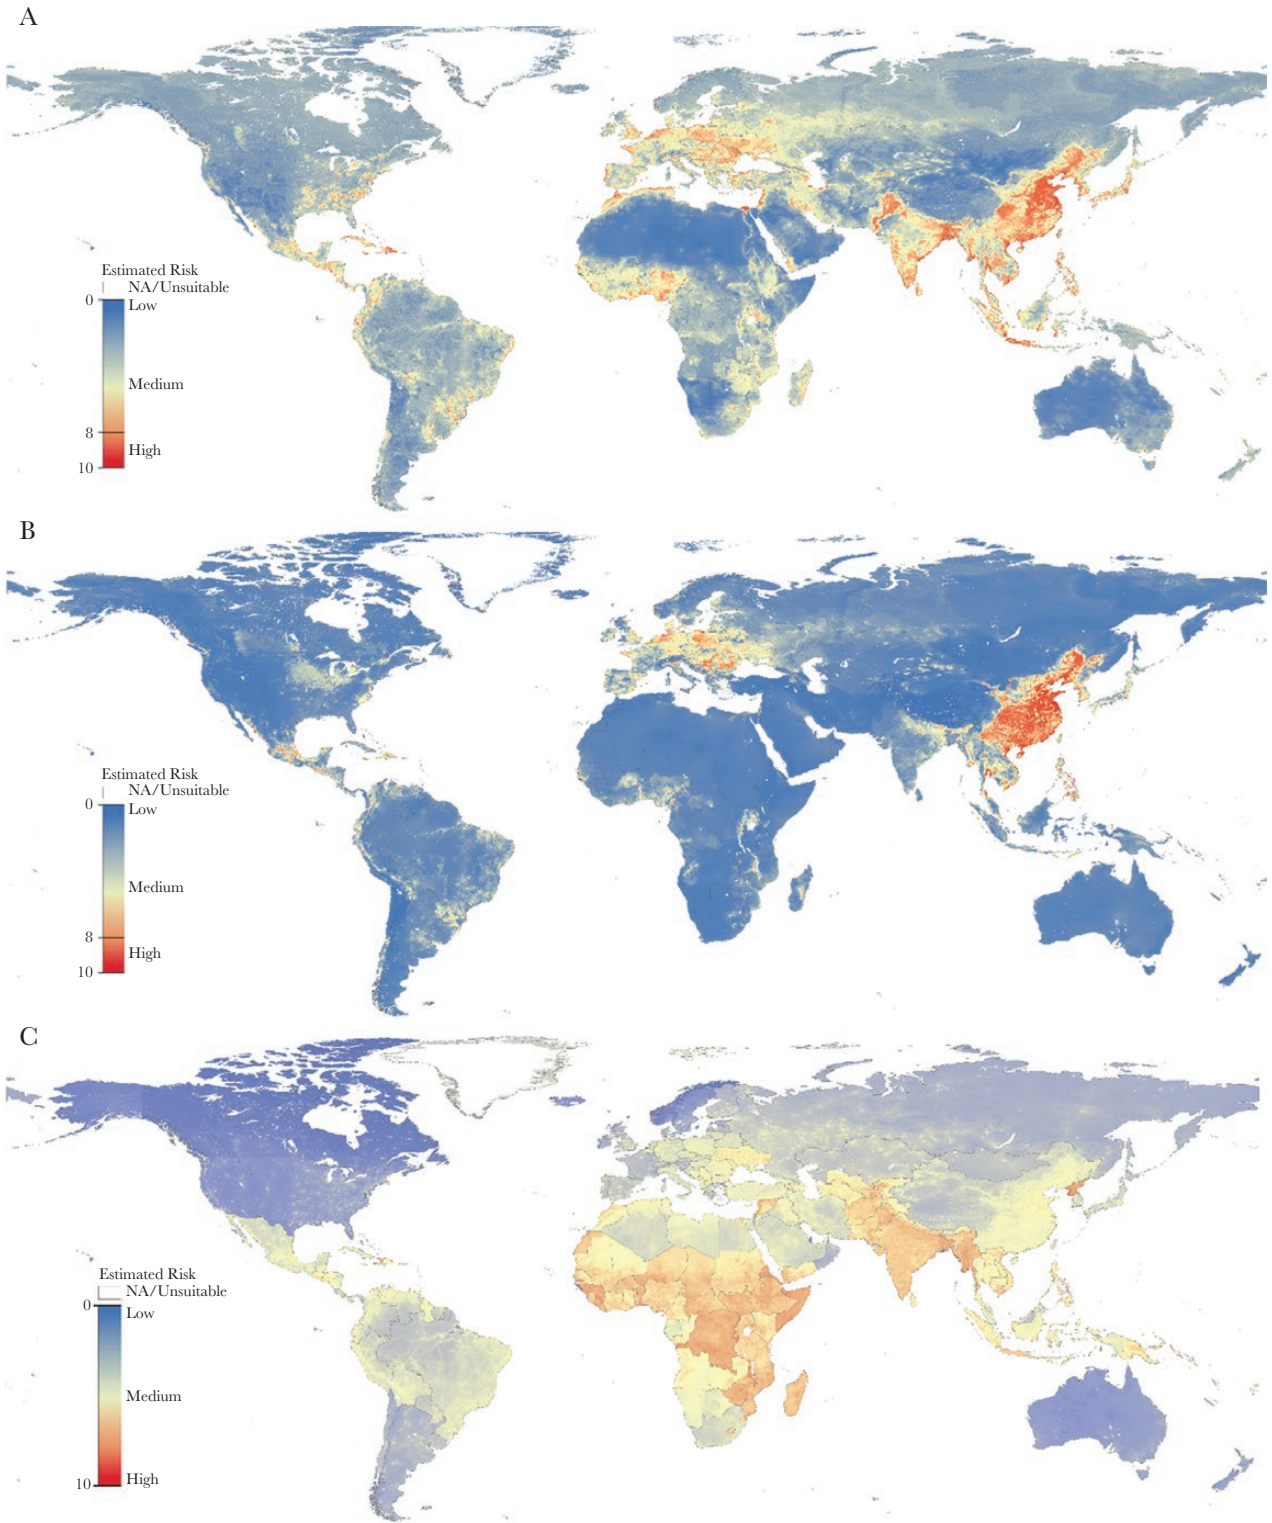 A
Estimated Risk
NA/Unsuitable
0
Low
Medium
8
High
10
B
Estimated Risk
NA/Unsuitable
0
Low
Medium
8
High
10
C
Estimated Risk
NA/Unsuitable
0
Low
Medium
10
High